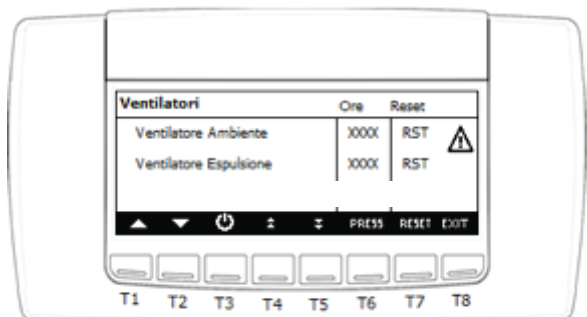 Ventilatori Ore Reset
Ventilatore Ambiente XXXX RST
Ventilatore Espulsione XXXX RST
PRESS RESET EXIT
T1 T2 T3 T4 T5 T6 T7 T8